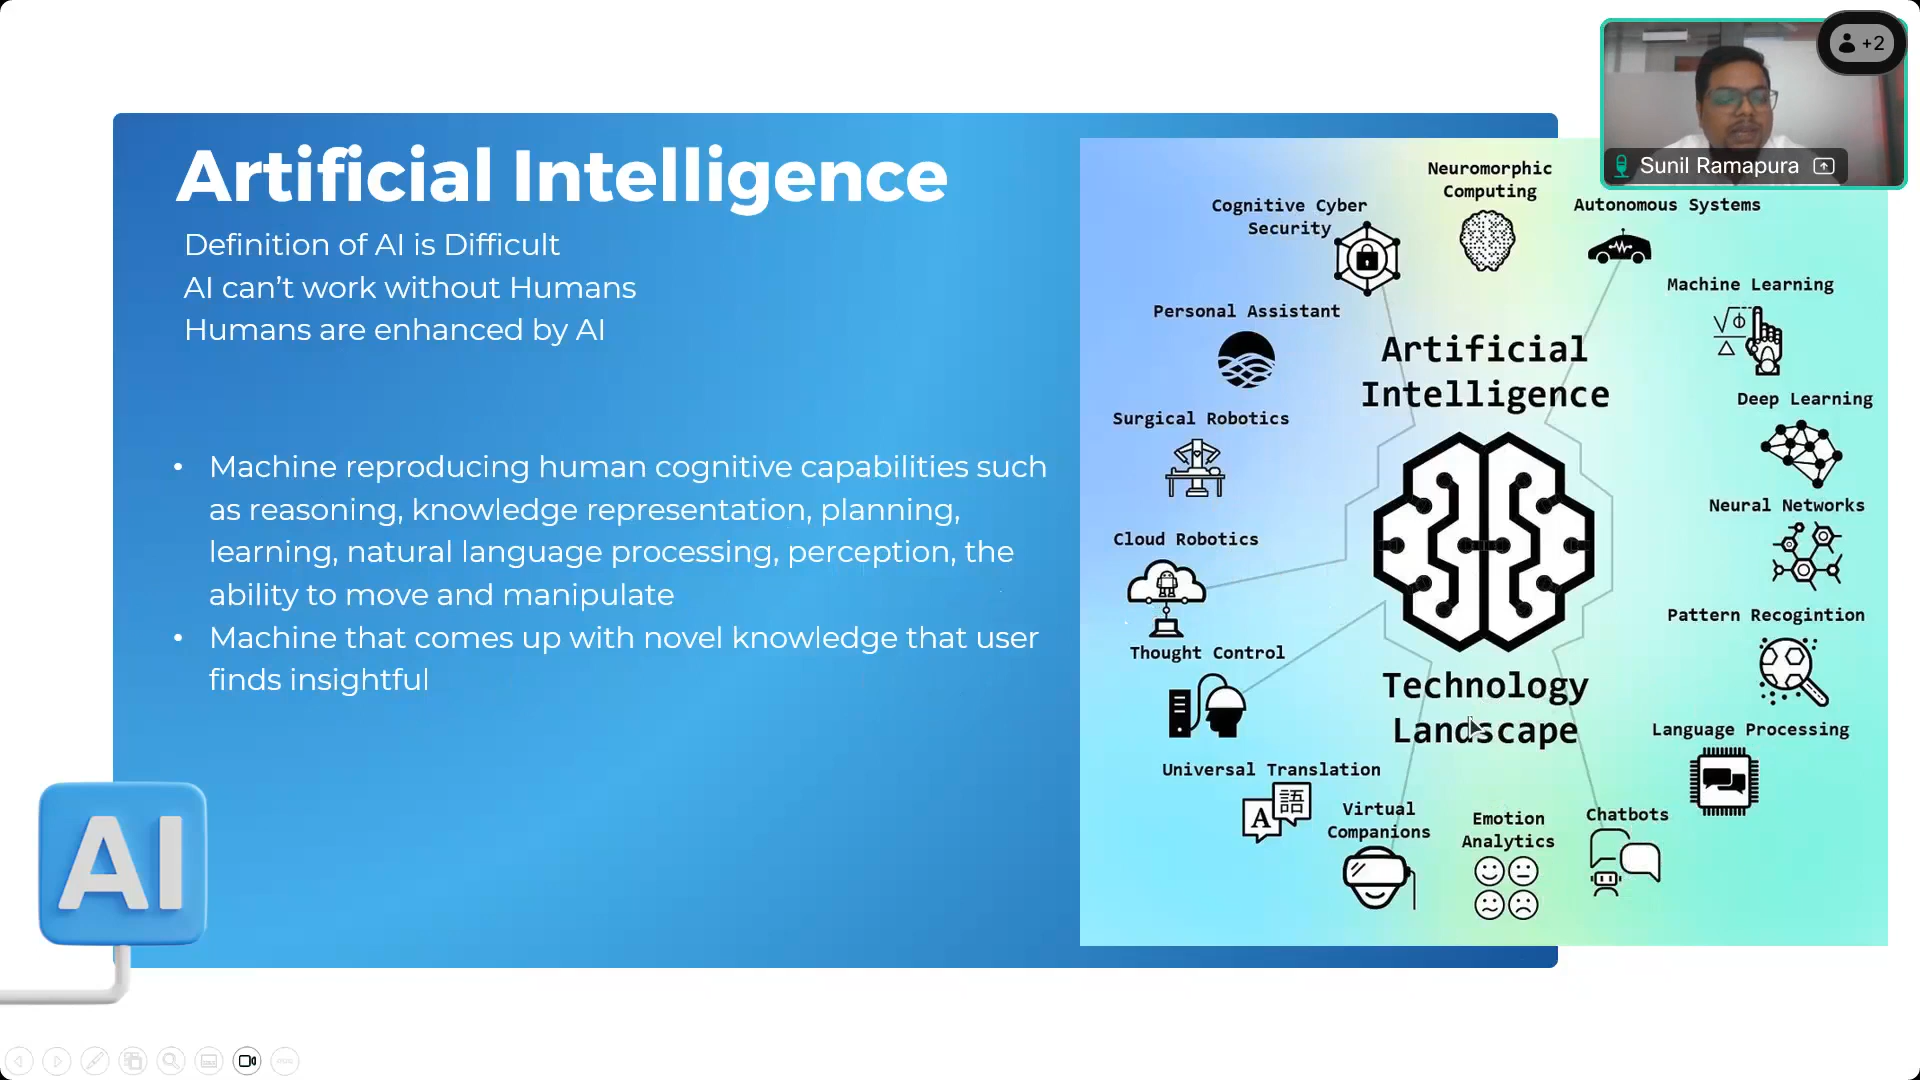 Artificial Intelligence
Definition of AI is Difficult
AI can’t work without Humans
Humans are enhanced by AI
• Machine reproducing human cognitive capabilities such
as reasoning, knowledge representation, planning,
learning, natural language processing, perception, the
ability to move and manipulate
• Machine that comes up with novel knowledge that user
finds insightful
AI
Artificial
Intelligence
Technology
Landscape
Neuromorphic
Computing
Autonomous Systems
Machine Learning
Deep Learning
Neural Networks
Pattern Recogintion
Language Processing
Chatbots
Emotion
Analytics
Virtual
Companions
Universal Translation
A 語
Thought Control
Cloud Robotics
Surgical Robotics
Personal Assistant
Cognitive Cyber
Security
+2
Sunil Ramapura